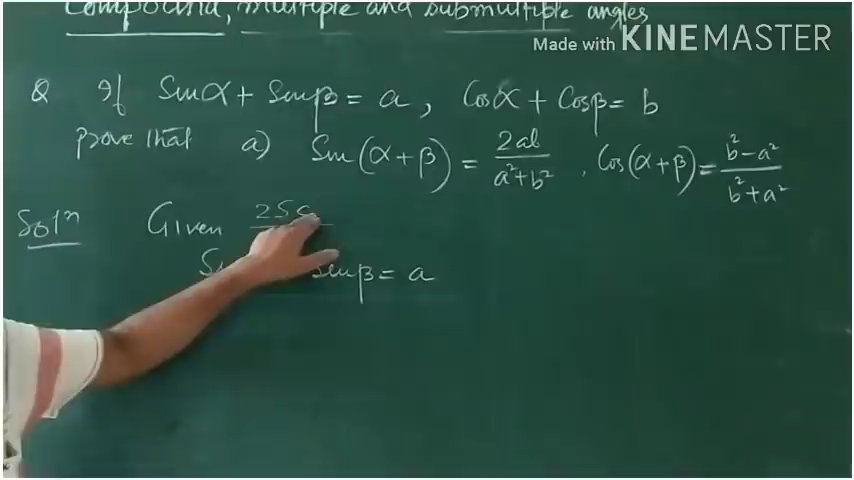 Compound, multiple and submultiple angles
Made with KINEMASTER
Q If Sinα + Sinβ = a, Cosα + Cosβ = b
prove that a) Sin(α+β) = 2ab/(a²+b²), Cos(α+β) = (b²-a²)/(b²+a²)
Solⁿ Given 2SC
Sinβ = a